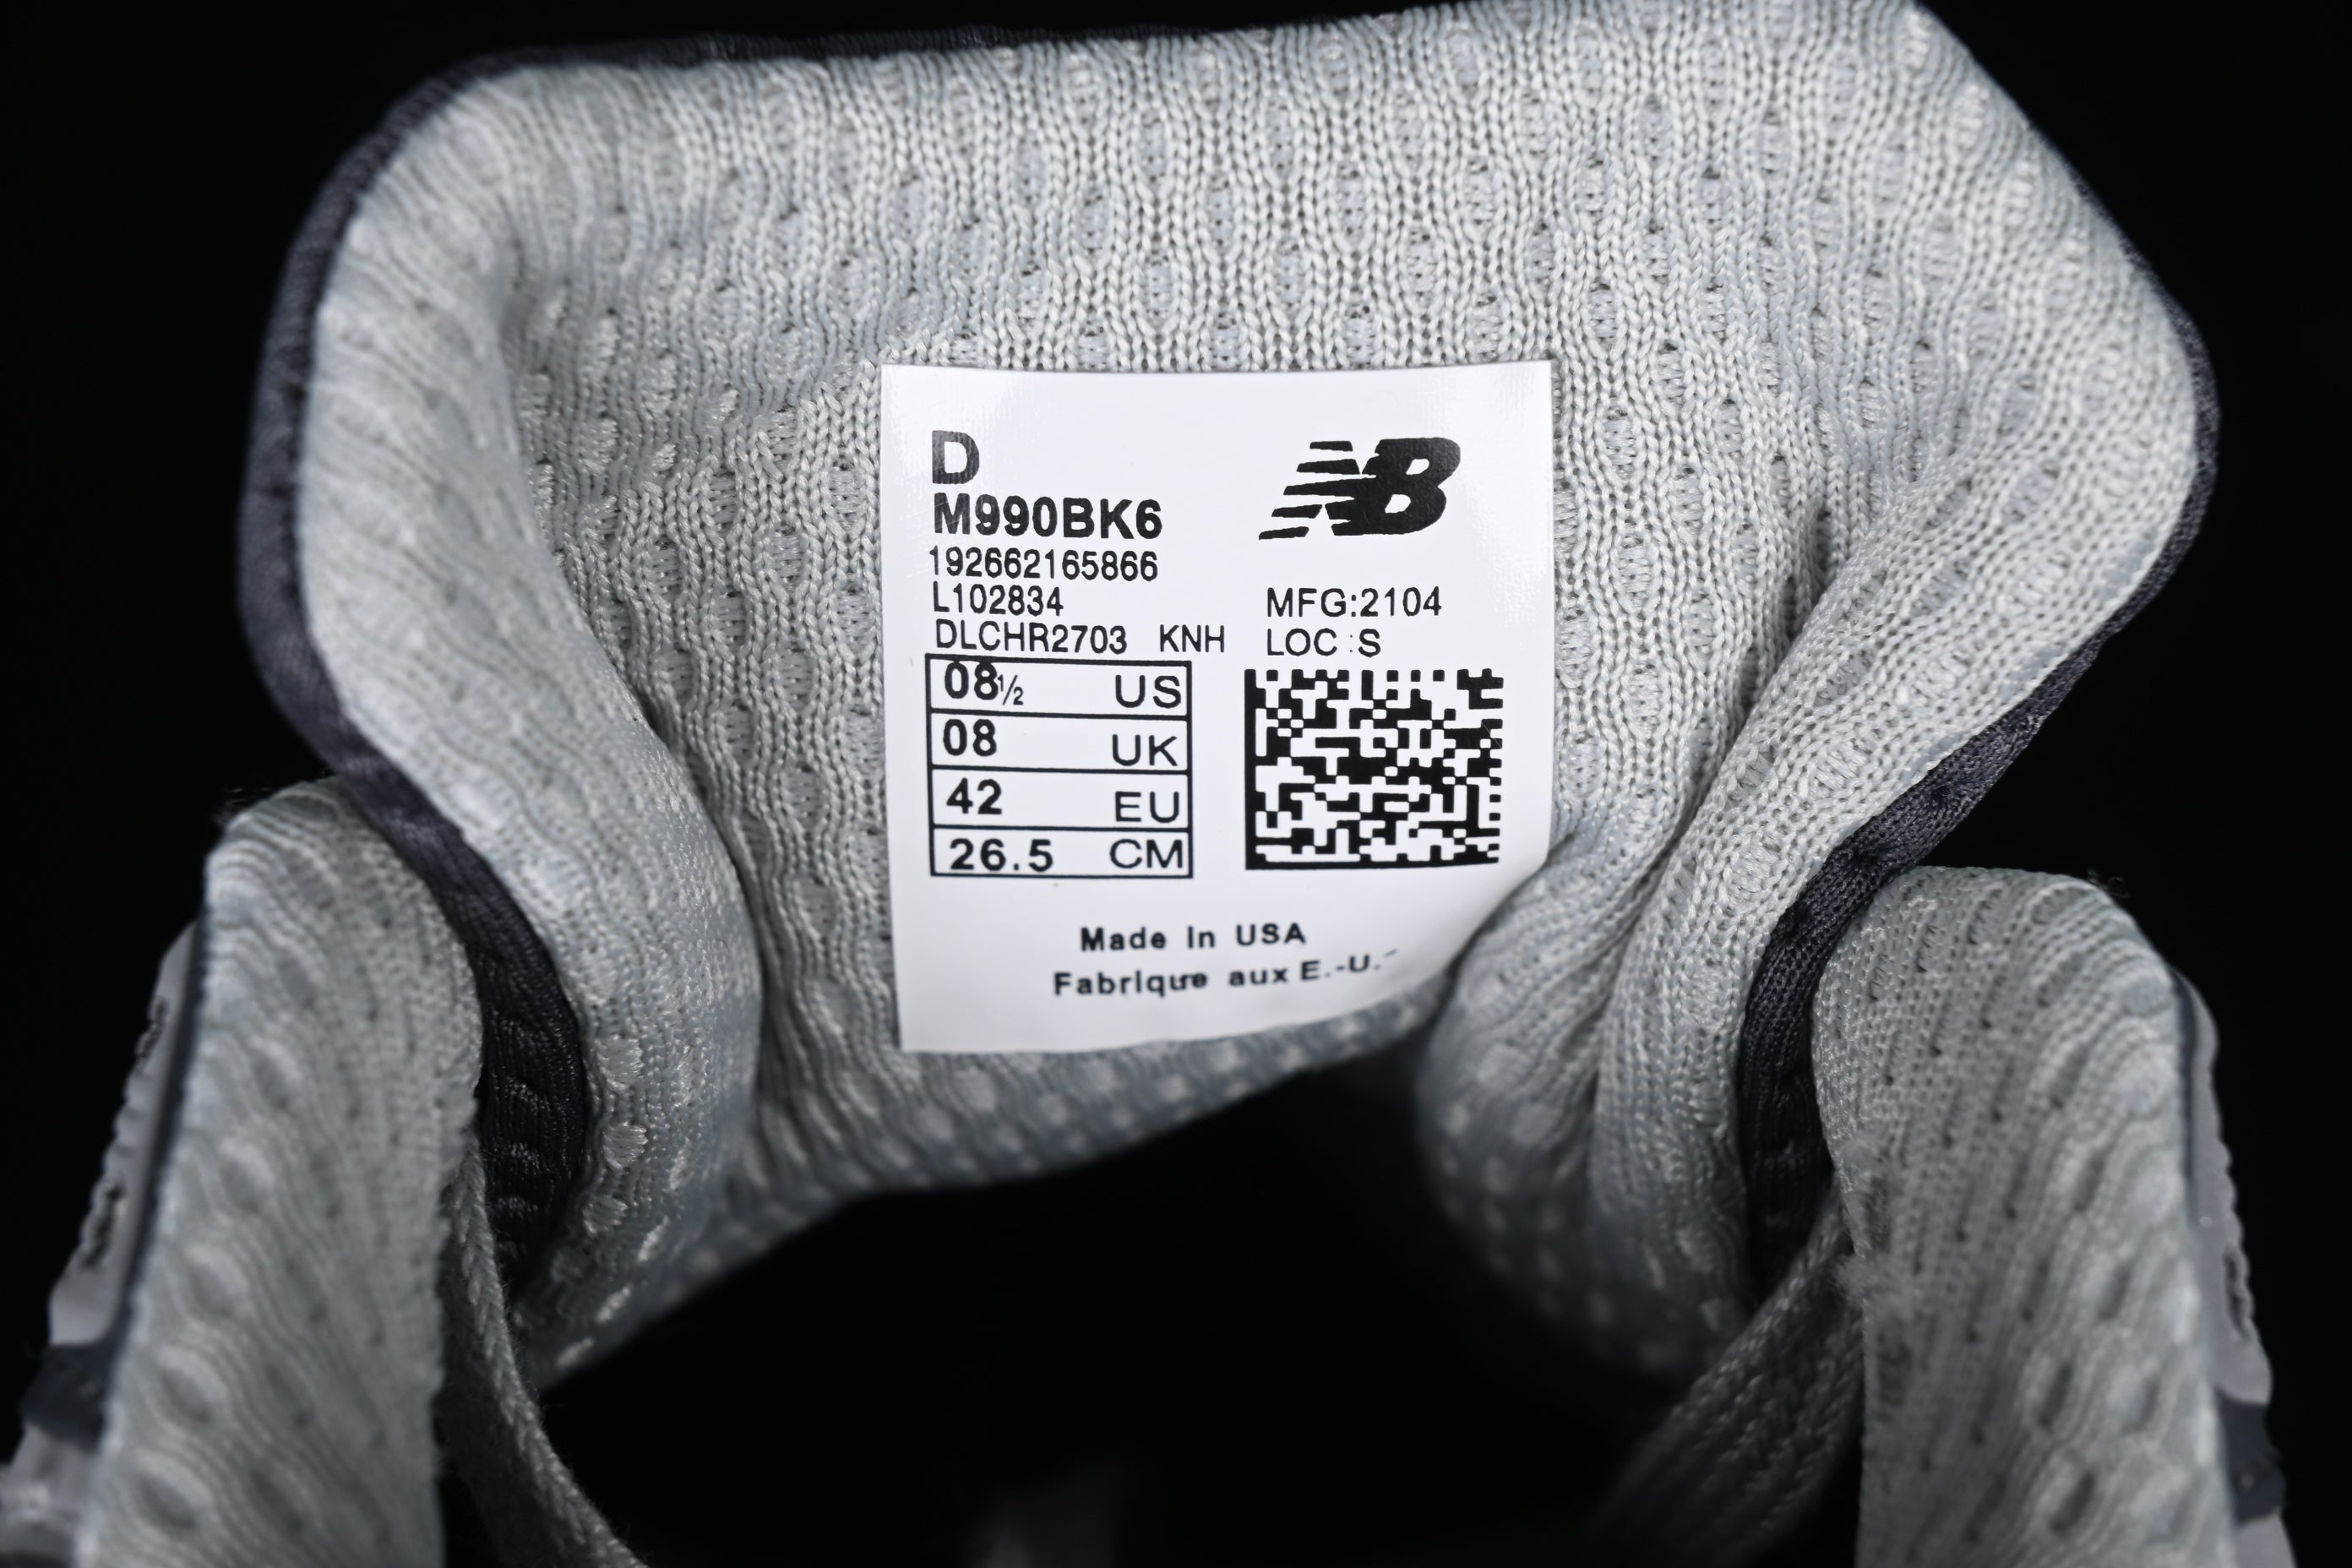 D
NB
M990BK6
192662165866
L102834
MFG:2104
DLCHR2703 KNH
LOC :S
08½ US
08 UK
42 EU
26.5 CM
Made In USA
Fabrique aux E.-U.-